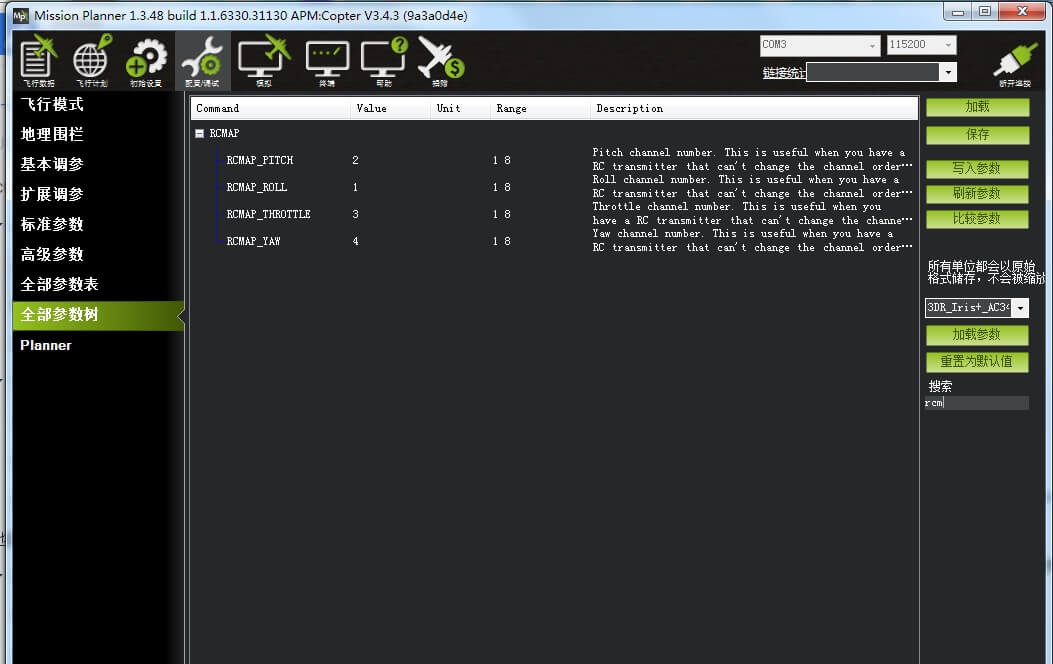 Mission Planner 1.3.48 build 1.1.6330.31130 APM:Copter V3.4.3 (9a3a0d4e)
COM3
115200
飞行数据
飞行计划
初始设置
配置/调试
模拟
终端
帮助
捐赠
链接统计
断开连接
飞行模式
地理围栏
基本调参
扩展调参
标准参数
高级参数
全部参数表
全部参数树
Planner
Command Value Unit Range Description
RCMAP
RCMAP_PITCH 2 1 8 Pitch channel number. This is useful when you have a
RC transmitter that can't change the channel order…
RCMAP_ROLL 1 1 8 Roll channel number. This is useful when you have a
RC transmitter that can't change the channel order…
RCMAP_THROTTLE 3 1 8 Throttle channel number. This is useful when you
have a RC transmitter that can't change the channe…
RCMAP_YAW 4 1 8 Yaw channel number. This is useful when you have a
RC transmitter that can't change the channel order…
加载
保存
写入参数
刷新参数
比较参数
所有单位都会以原始
格式储存，不会被缩放
3DR_Iris+_AC34
加载参数
重置为默认值
搜索
rcm